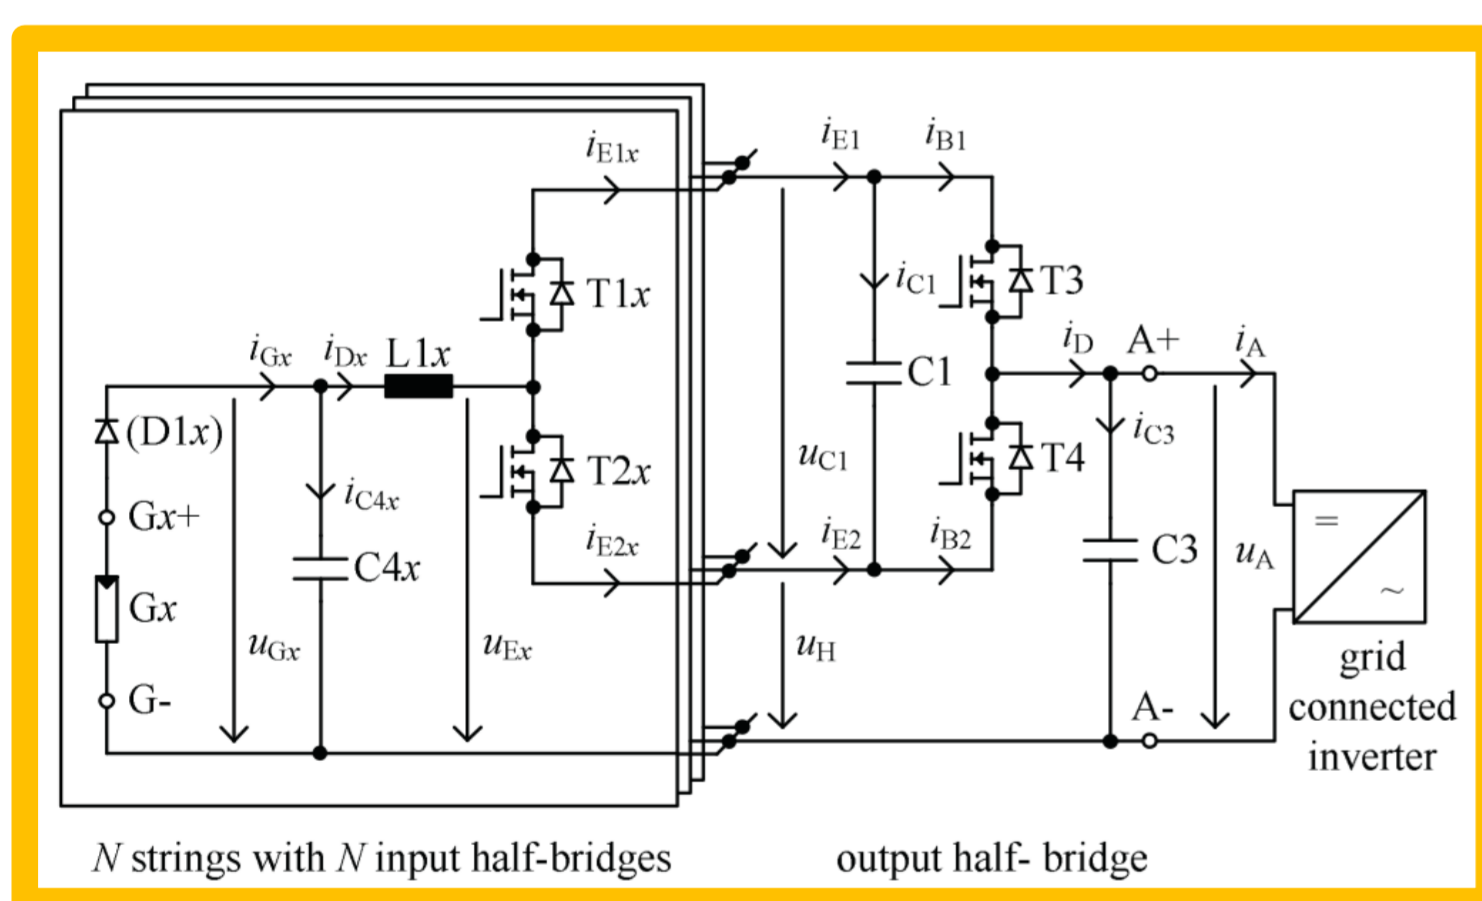 iE1x
iE1
iB1
T1x
iC1
T3
iGx
iDx
L1x
iD
A+
iA
C1
(D1x)
iC3
uC1
T4
T2x
iC4x
Gx+
iE2x
iE2
iB2
=
C4x
C3
uA
~
Gx
uGx
uEx
uH
grid
G-
A-
connected
inverter
N strings with N input half-bridges
output half- bridge